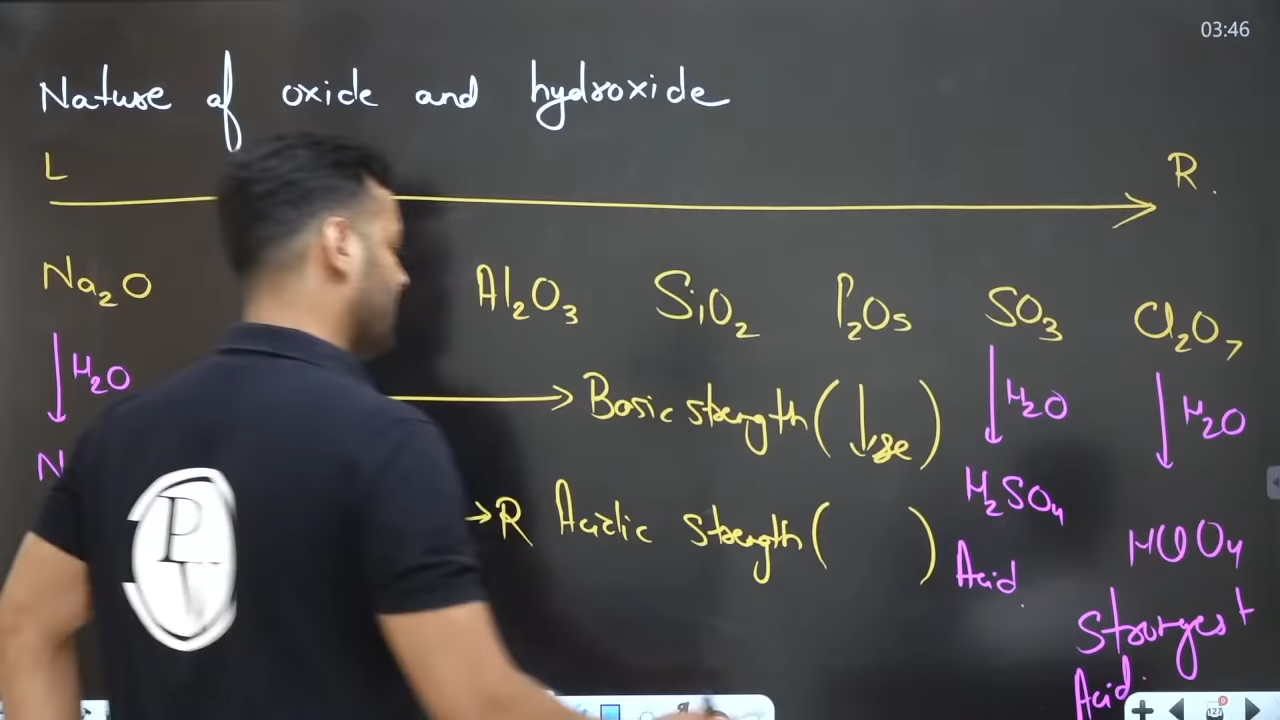 03:46
Nature of oxide and hydroxide
L R.
Na₂O Al₂O₃ SiO₂ P₂O₅ SO₃ Cl₂O₇
H₂O H₂O H₂O
→ Basic strength (↓se)
N H₂SO₄
→ R Acidic strength ( )
HClO₄
Acid.
Strongest
Acid.
P
127